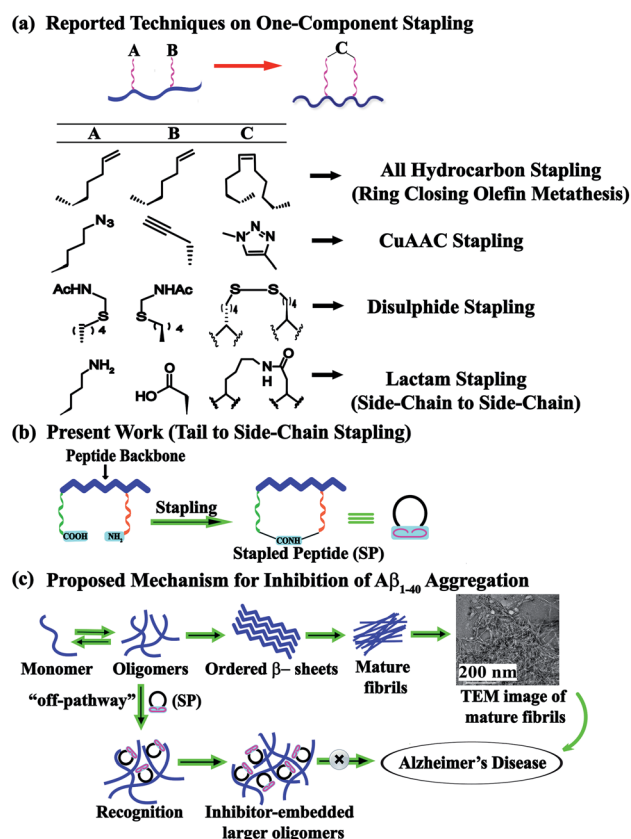 (a) Reported Techniques on One-Component Stapling
A B C
A B C
All Hydrocarbon Stapling
(Ring Closing Olefin Metathesis)
N₃ N N N
CuAAC Stapling
AcHN NHAc S S
S S 4 4
4 4
Disulphide Stapling
NH₂ O
HO O N
H
Lactam Stapling
(Side-Chain to Side-Chain)
(b) Present Work (Tail to Side-Chain Stapling)
Peptide Backbone
Stapling
COOH NH₂ CONH
Stapled Peptide (SP)
(c) Proposed Mechanism for Inhibition of Aβ₁₋₄₀ Aggregation
Monomer Oligomers Ordered β– sheets Mature
fibrils
200 nm
TEM image of
mature fibrils
“off-pathway” (SP)
Alzheimer’s Disease
Recognition Inhibitor-embedded
larger oligomers